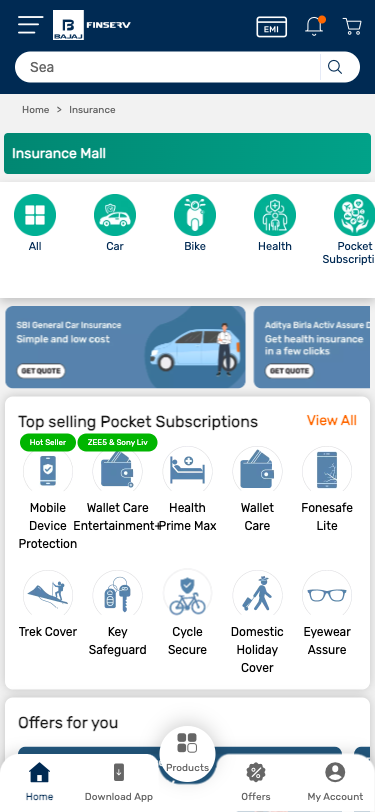 B
BAJAJ
FINSERV
EMI
Sea
Home > Insurance
Insurance Mall
All
Car
Bike
Health
Pocket
Subscripti
SBI General Car Insurance
Simple and low cost
GET QUOTE
Aditya Birla Activ Assure D
Get health insurance
in a few clicks
GET QUOTE
Top selling Pocket Subscriptions
View All
Hot Seller
ZEE5 & Sony Liv
Mobile
Device
Protection
Wallet Care
Entertainment+
Health
Prime Max
Wallet
Care
Fonesafe
Lite
Trek Cover
Key
Safeguard
Cycle
Secure
Domestic
Holiday
Cover
Eyewear
Assure
Offers for you
Home
Download App
Products
Offers
My Account